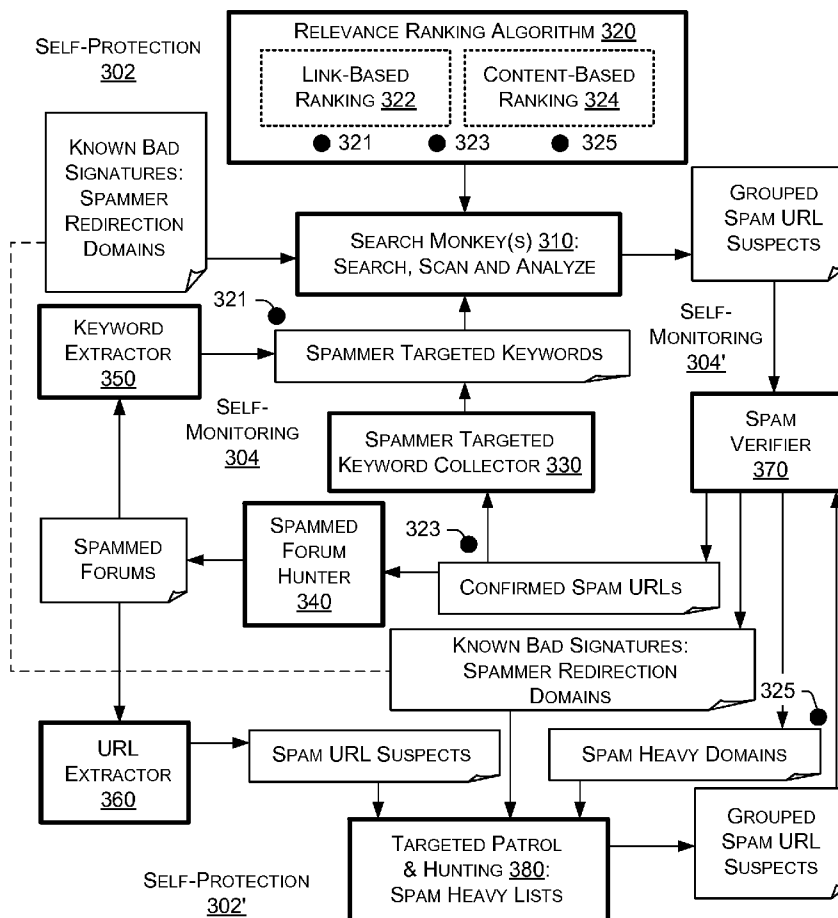 RELEVANCE RANKING ALGORITHM 320
SELF-PROTECTION
302
LINK-BASED
RANKING 322
CONTENT-BASED
RANKING 324
321
323
325
KNOWN BAD
SIGNATURES:
SPAMMER
REDIRECTION
DOMAINS
SEARCH MONKEY(S) 310:
SEARCH, SCAN AND ANALYZE
GROUPED
SPAM URL
SUSPECTS
321
KEYWORD
EXTRACTOR
350
SPAMMER TARGETED KEYWORDS
SELF-
MONITORING
304'
SELF-
MONITORING
304
SPAMMER TARGETED
KEYWORD COLLECTOR 330
SPAM
VERIFIER
370
SPAMMED
FORUMS
SPAMMED
FORUM
HUNTER
340
323
CONFIRMED SPAM URLS
KNOWN BAD SIGNATURES:
SPAMMER REDIRECTION
DOMAINS
325
URL
EXTRACTOR
360
SPAM URL SUSPECTS
SPAM HEAVY DOMAINS
TARGETED PATROL
& HUNTING 380:
SPAM HEAVY LISTS
GROUPED
SPAM URL
SUSPECTS
SELF-PROTECTION
302'